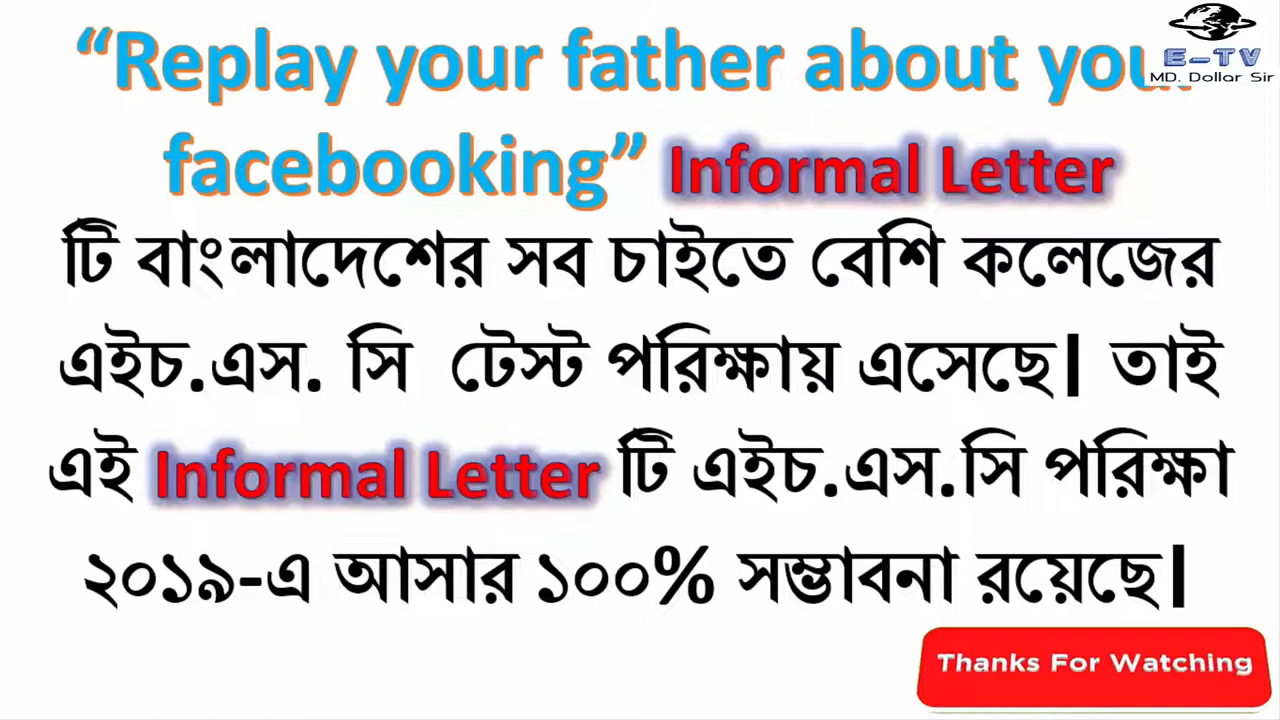 “Replay your father about your
E-TV
MD. Dollar Sir
facebooking” Informal Letter
টি বাংলাদেশের সব চাইতে বেশি কলেজের
এইচ.এস. সি টেস্ট পরিক্ষায় এসেছে। তাই
এই Informal Letter টি এইচ.এস.সি পরিক্ষা
২০১৯-এ আসার ১০০% সম্ভাবনা রয়েছে।
Thanks For Watching